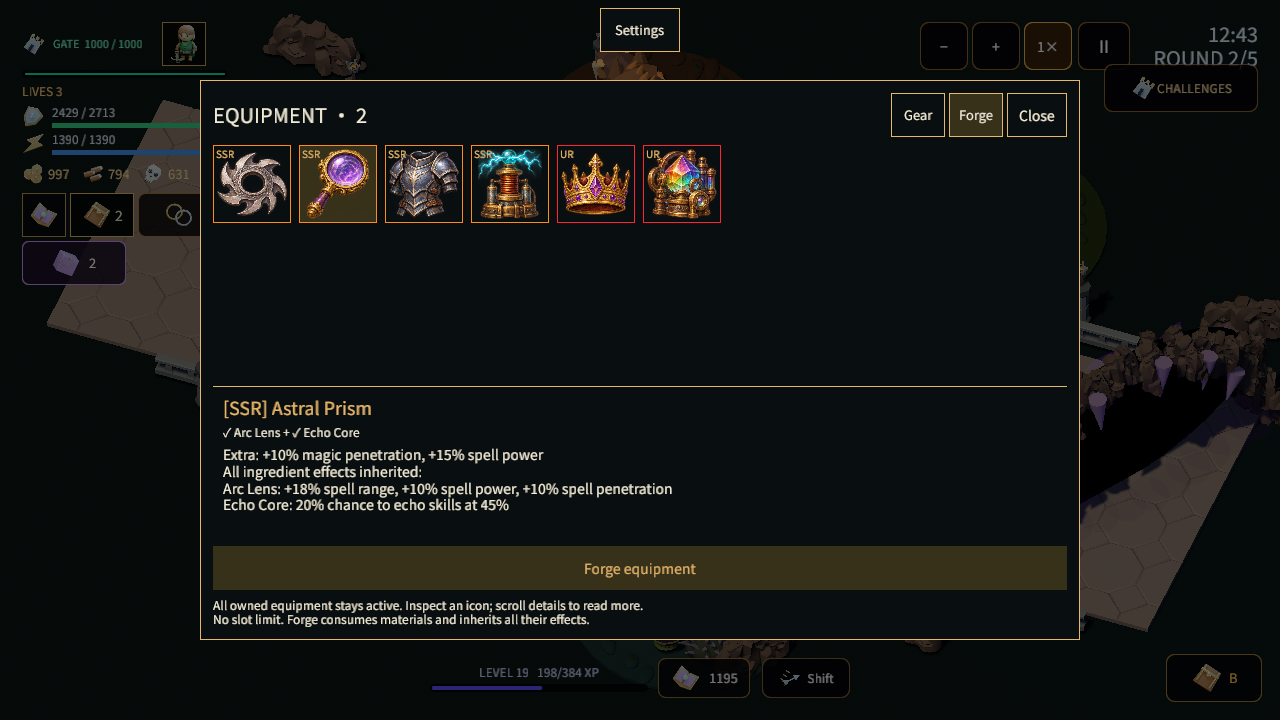 Settings
GATE 1000 / 1000
12:43
ROUND 2/5
− + 1× II
CHALLENGES
LIVES 3
2429 / 2713
1390 / 1390
997 794 631
2
2
EQUIPMENT • 2
Gear Forge Close
SSR SSR SSR SSR UR UR
[SSR] Astral Prism
✓ Arc Lens + ✓ Echo Core
Extra: +10% magic penetration, +15% spell power
All ingredient effects inherited:
Arc Lens: +18% spell range, +10% spell power, +10% spell penetration
Echo Core: 20% chance to echo skills at 45%
Forge equipment
All owned equipment stays active. Inspect an icon; scroll details to read more.
No slot limit. Forge consumes materials and inherits all their effects.
LEVEL 19 198/384 XP
1195
Shift
B